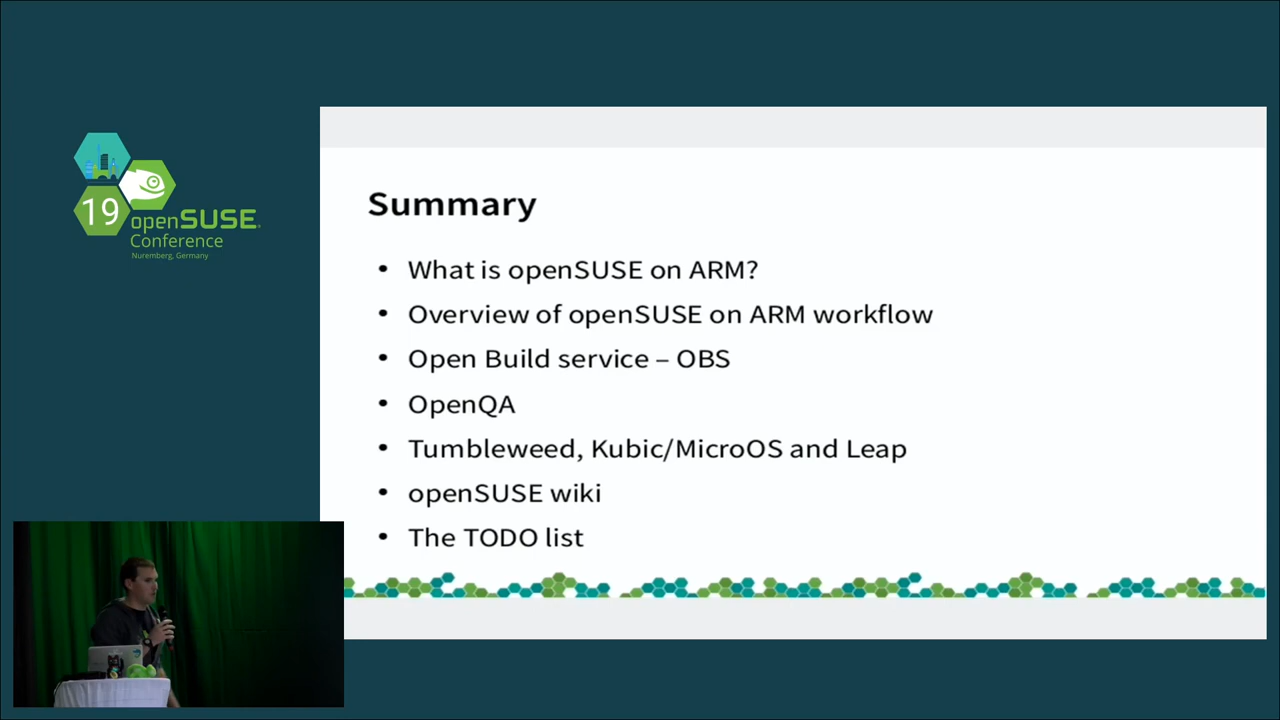 19
openSUSE
Conference
Nuremberg, Germany
Summary
• What is openSUSE on ARM?
• Overview of openSUSE on ARM workflow
• Open Build service – OBS
• OpenQA
• Tumbleweed, Kubic/MicroOS and Leap
• openSUSE wiki
• The TODO list